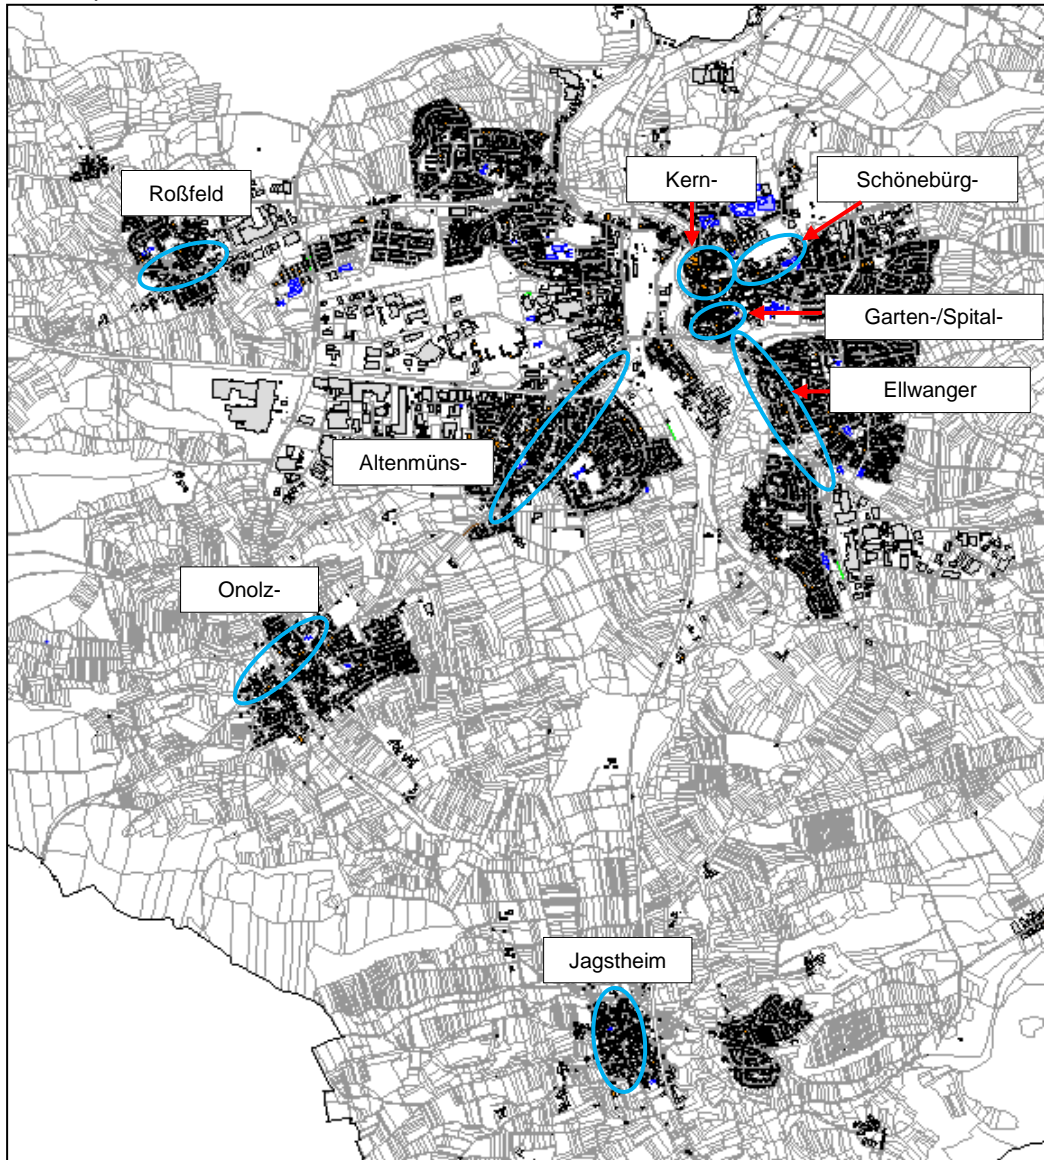 Kern-
Schönebürg-
Roßfeld
Garten-/Spital-
Ellwanger
Altenmüns-
Onolz-
Jagstheim